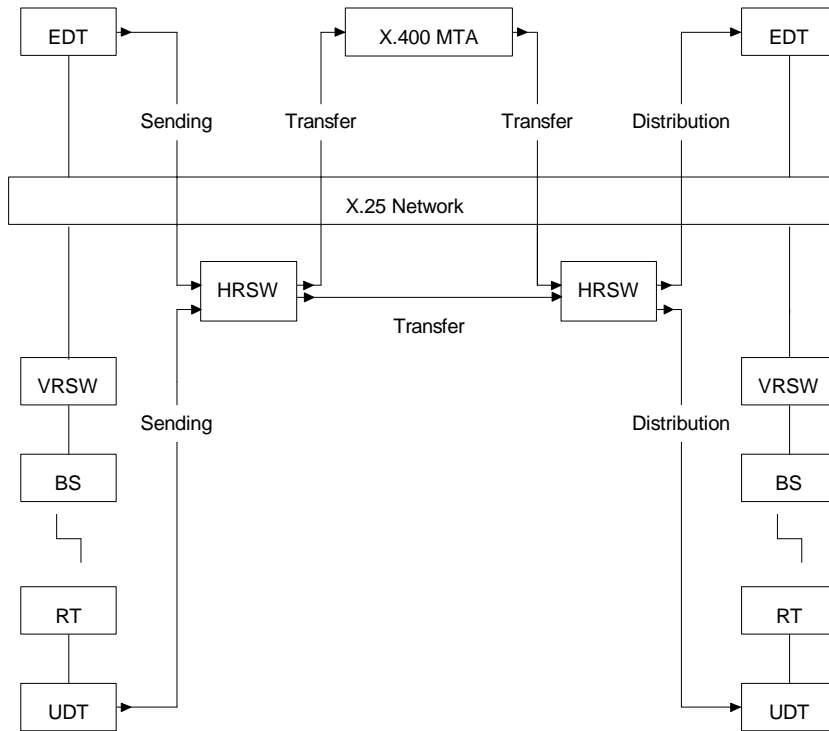 EDT
X.400 MTA
EDT
Sending
Transfer
Transfer
Distribution
X.25 Network
HRSW
HRSW
Transfer
VRSW
VRSW
Sending
Distribution
BS
BS
RT
RT
UDT
UDT